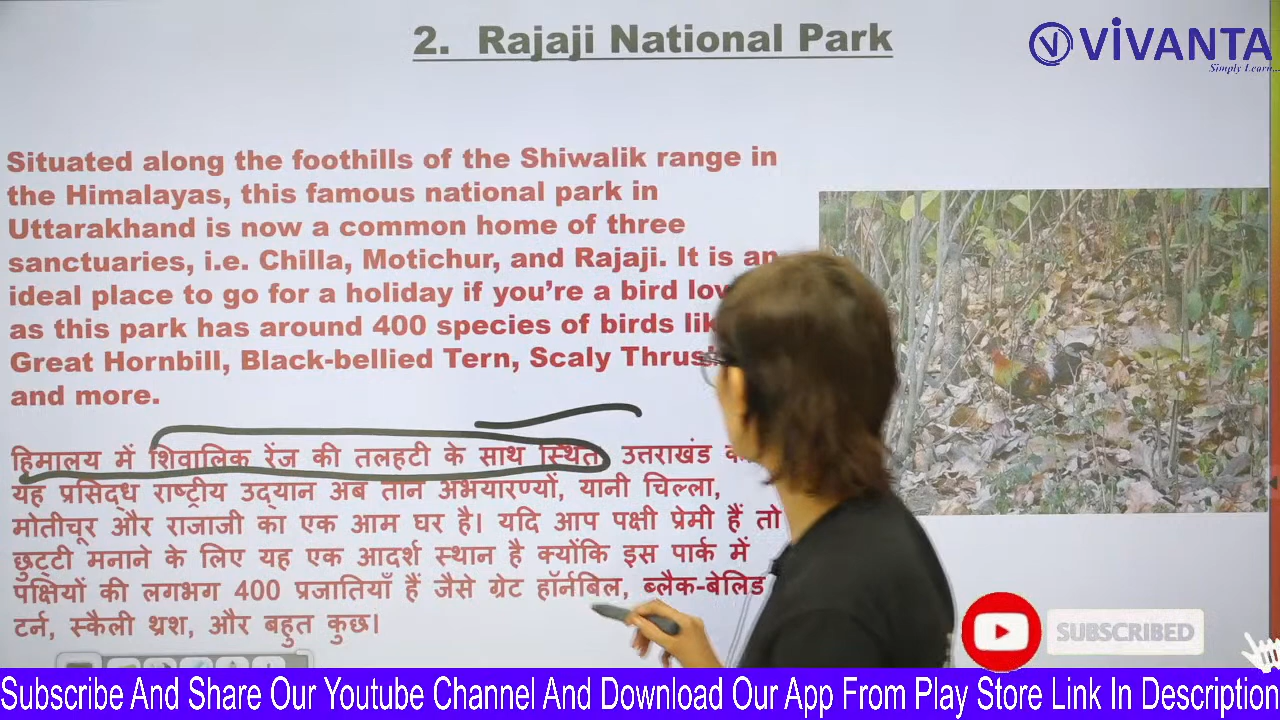 2. Rajaji National Park
VIVANTA
Simply Learn...
Situated along the foothills of the Shiwalik range in
the Himalayas, this famous national park in
Uttarakhand is now a common home of three
sanctuaries, i.e. Chilla, Motichur, and Rajaji. It is an
ideal place to go for a holiday if you're a bird
as this park has around 400 species of birds
Great Hornbill, Black-bellied Tern, Scaly
and more.
हिमालय में शिवालिक रेंज की तलहटी के साथ स्थित उत्तराखंड
यह प्रसिद्ध राष्ट्रीय उद्यान अब तीन अभयारण्यों, यानी चिल्ला,
मोतीचूर और राजाजी का एक आम घर है। यदि आप पक्षी प्रेमी हैं तो
छुट्टी मनाने के लिए यह एक आदर्श स्थान है क्योंकि इस पार्क में
पक्षियों की लगभग 400 प्रजातियाँ हैं जैसे ग्रेट हॉर्नबिल, ब्लैक-बेलिड
टर्न, स्कैली थ्रश, और बहुत कुछ।
SUBSCRIBED
Subscribe And Share Our Youtube Channel And Download Our App From Play Store Link In Description